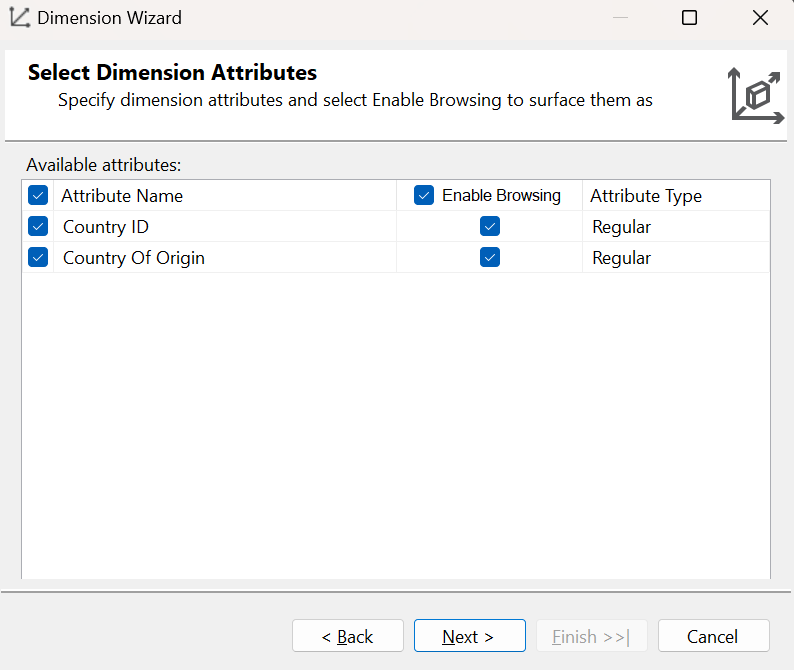 Dimension Wizard
Select Dimension Attributes
Specify dimension attributes and select Enable Browsing to surface them as
Available attributes:
Attribute Name Enable Browsing Attribute Type
Country ID Regular
Country Of Origin Regular
< Back Next > Finish >>| Cancel